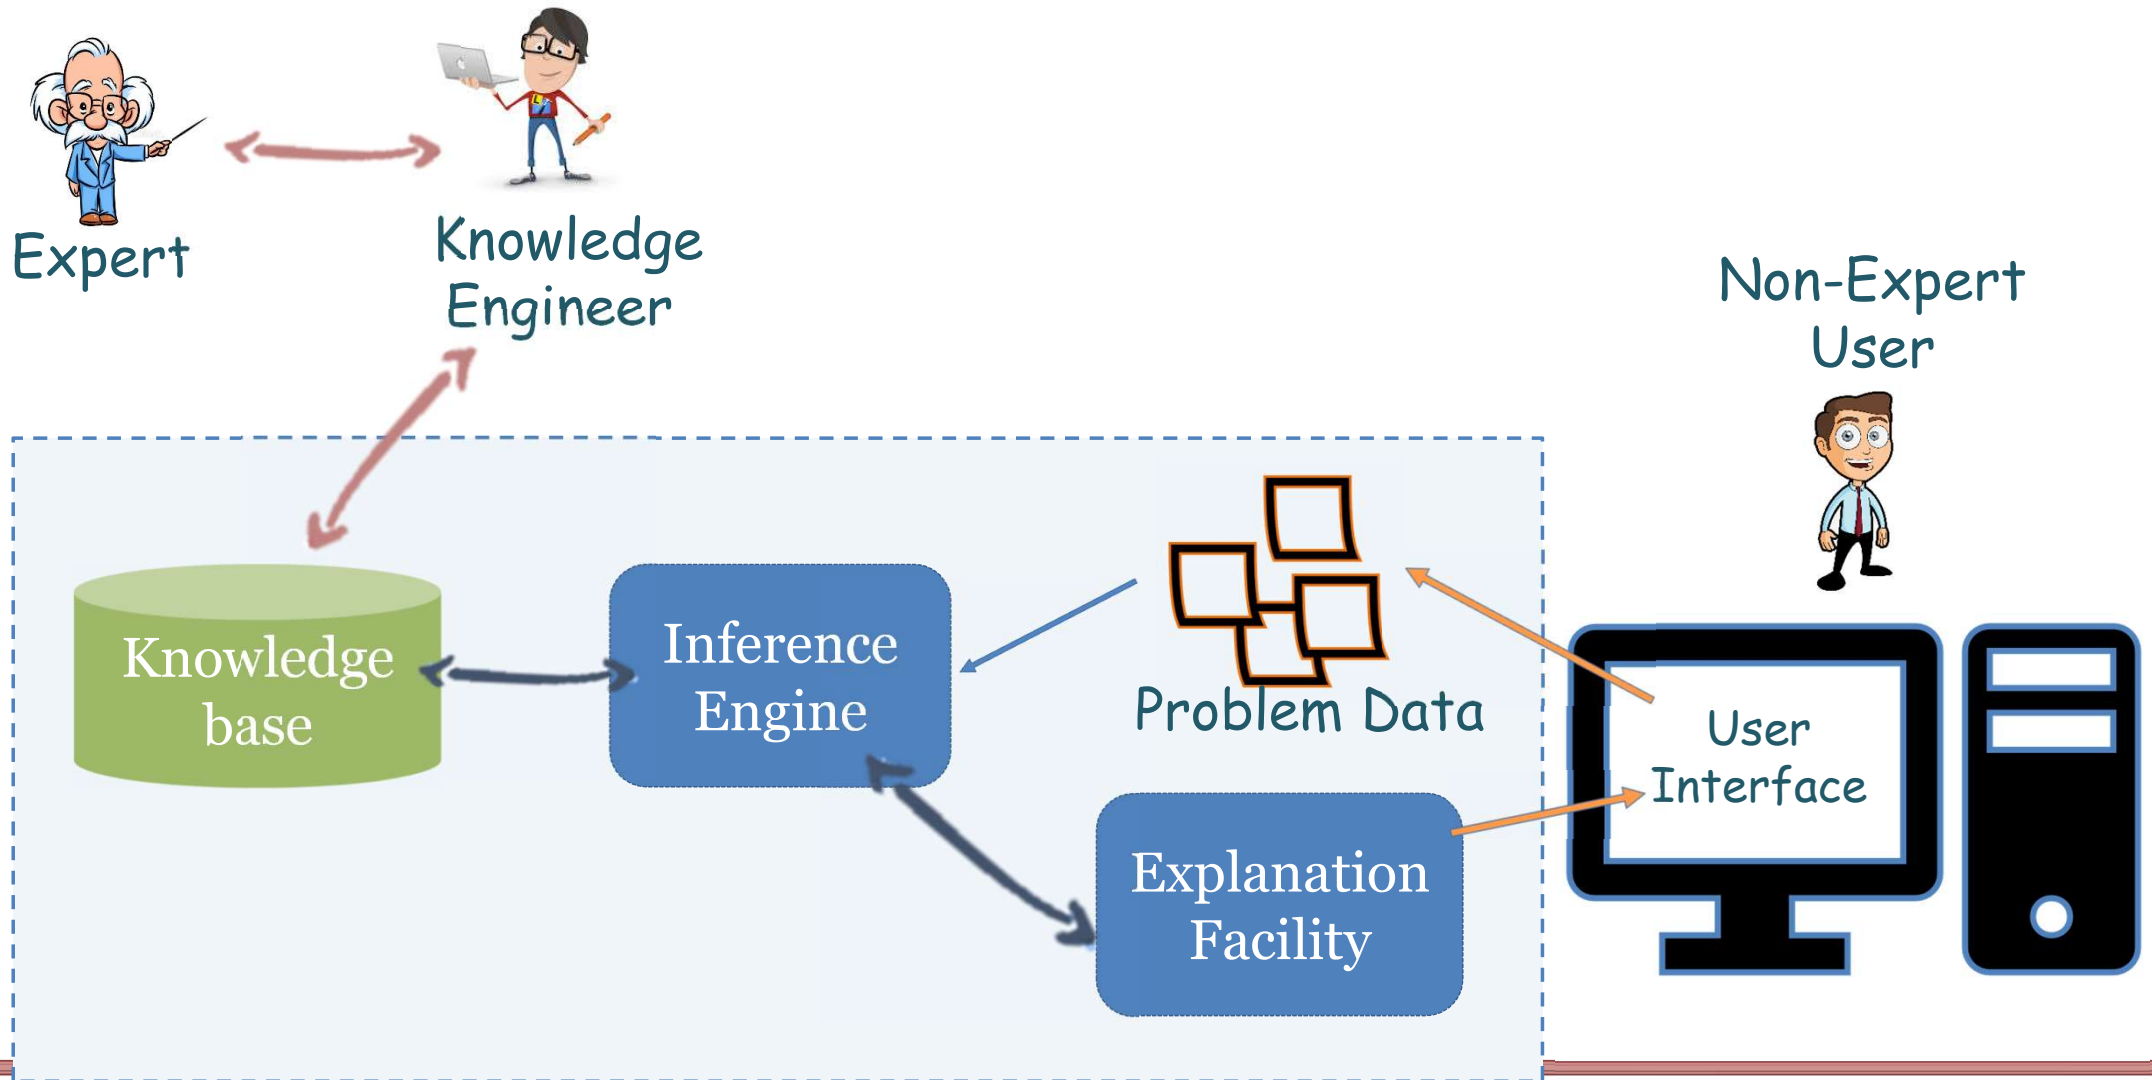 Expert
Knowledge
Engineer
Non-Expert
User
Knowledge
base
Inference
Engine
Problem Data
User
Interface
Explanation
Facility